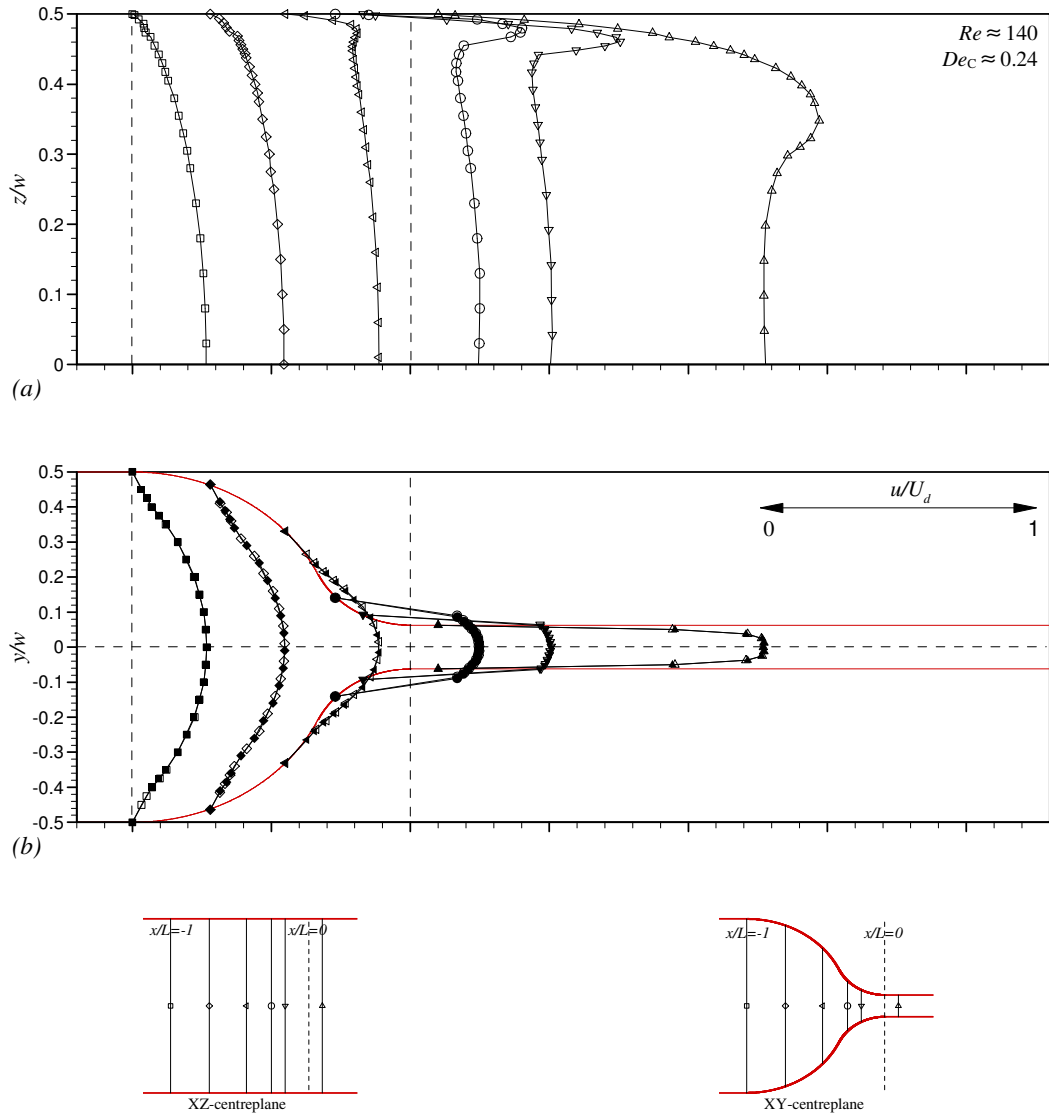 0.5
Re ≈ 140
De_C ≈ 0.24
0.4
0.3
z/w
0.2
0.1
0
(a)
0.5
0.4
u/U_d
0.3
0 1
0.2
0.1
y/w
0
-0.1
-0.2
-0.3
-0.4
-0.5
(b)
x/L=-1 x/L=0
XZ-centreplane
x/L=-1 x/L=0
XY-centreplane